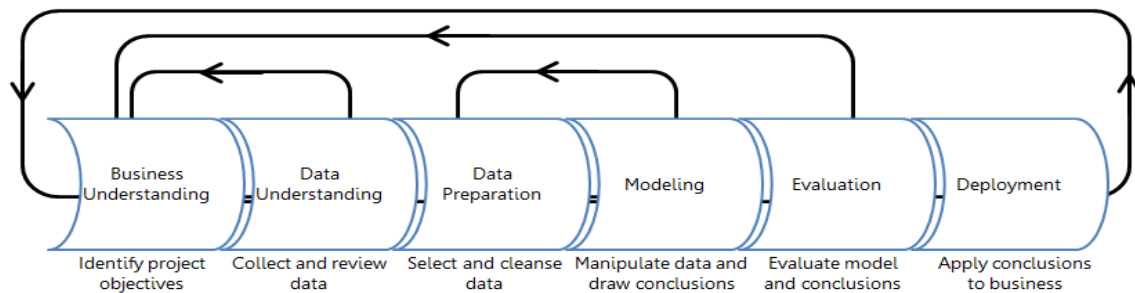 Business
Understanding
Data
Understanding
Data
Preparation
Modeling
Evaluation
Deployment
Identify project
objectives
Collect and review
data
Select and cleanse
data
Manipulate data and
draw conclusions
Evaluate model
and conclusions
Apply conclusions
to business